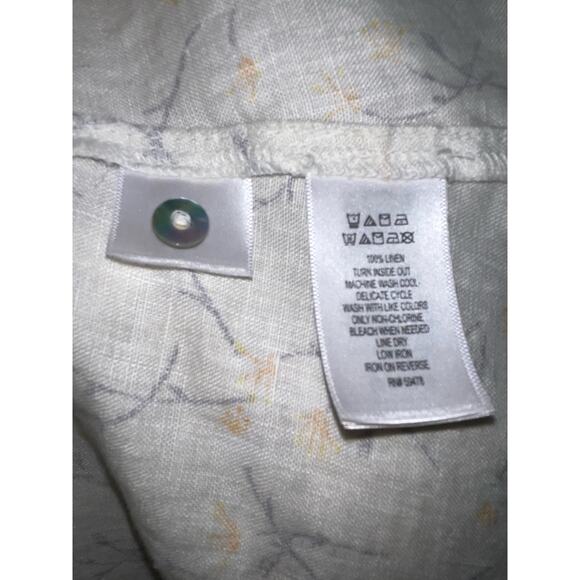 100% LINEN
TURN INSIDE OUT
MACHINE WASH COOL
DELICATE CYCLE
WASH WITH LIKE COLORS
ONLY NON-CHLORINE
BLEACH WHEN NEEDED
LINE DRY
LOW IRON
IRON ON REVERSE
RN# 59478